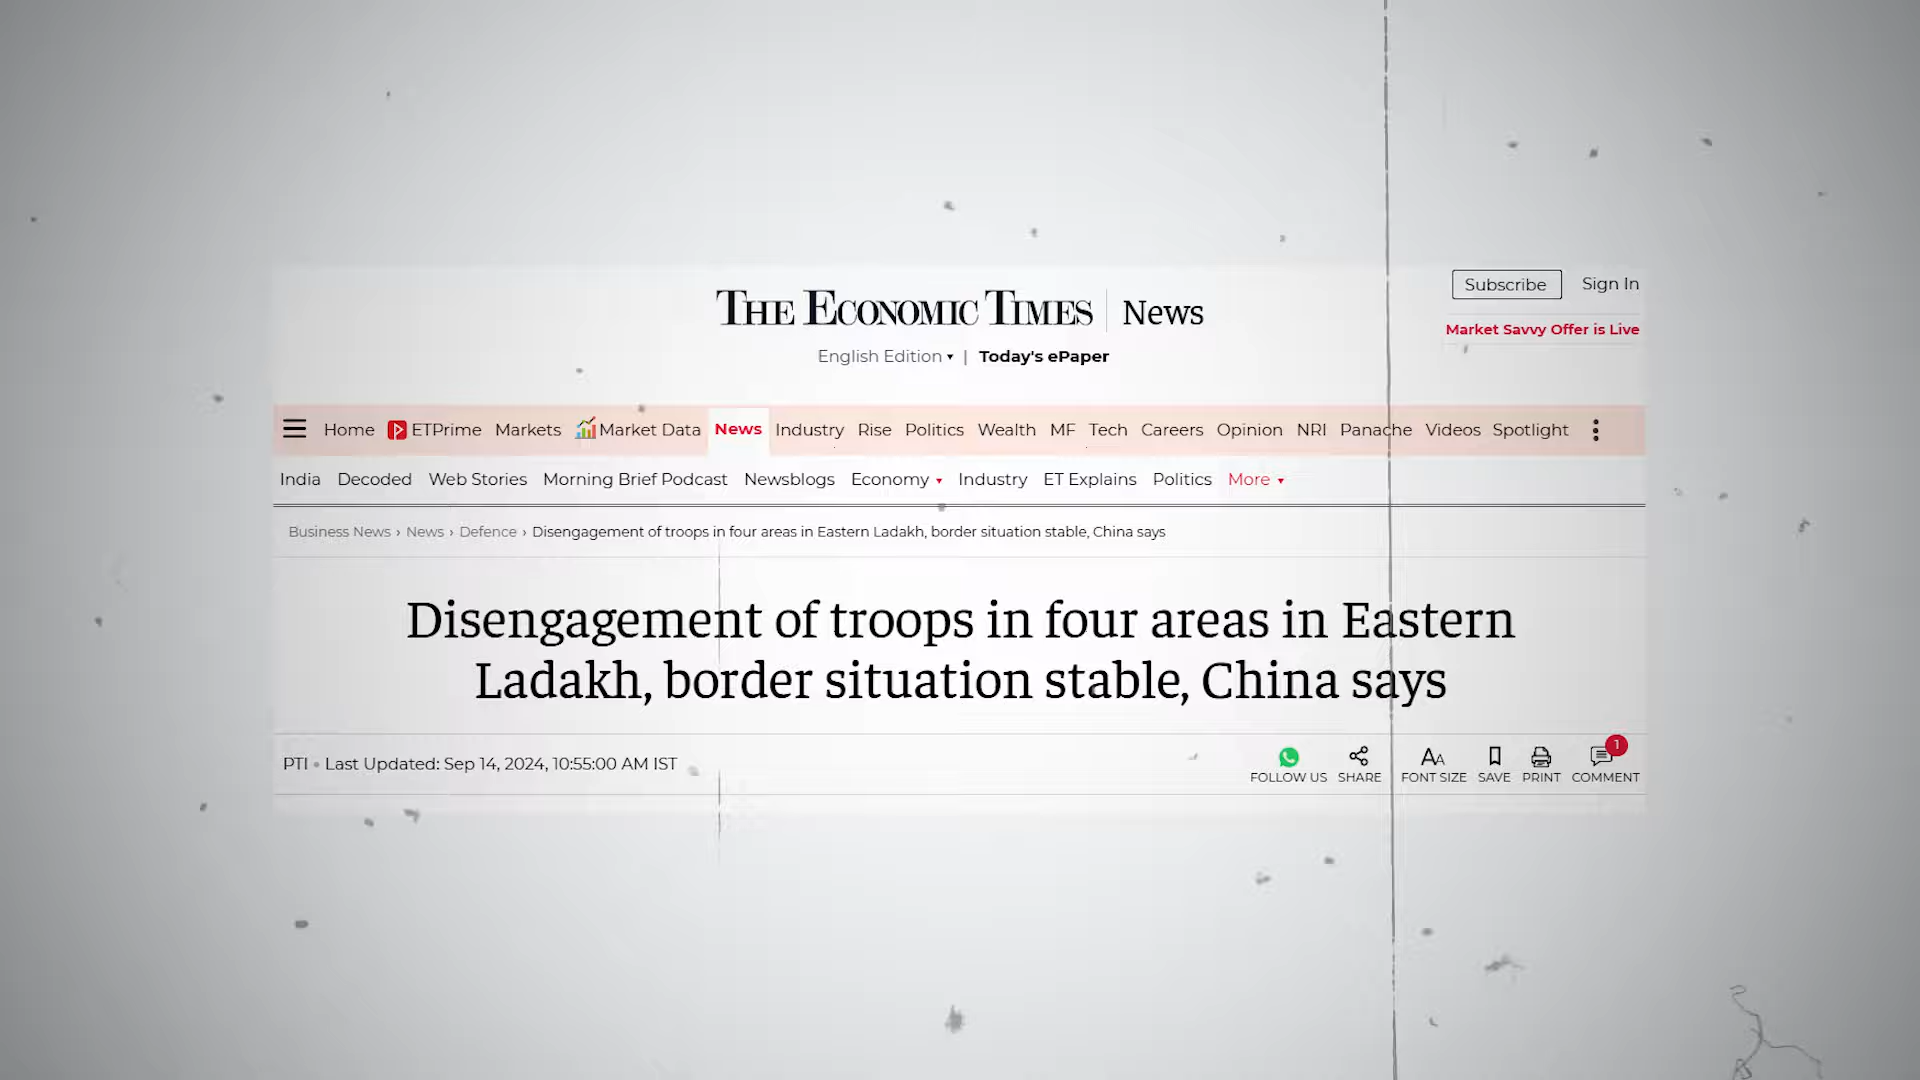 THE ECONOMIC TIMES | News
Subscribe Sign In
Market Savvy Offer is Live
English Edition ▾ | Today's ePaper
Home ETPrime Markets Market Data News Industry Rise Politics Wealth MF Tech Careers Opinion NRI Panache Videos Spotlight
India Decoded Web Stories Morning Brief Podcast Newsblogs Economy ▾ Industry ET Explains Politics More ▾
Business News › News › Defence › Disengagement of troops in four areas in Eastern Ladakh, border situation stable, China says
Disengagement of troops in four areas in Eastern
Ladakh, border situation stable, China says
PTI • Last Updated: Sep 14, 2024, 10:55:00 AM IST
1
FOLLOW US SHARE AA FONT SIZE SAVE PRINT COMMENT